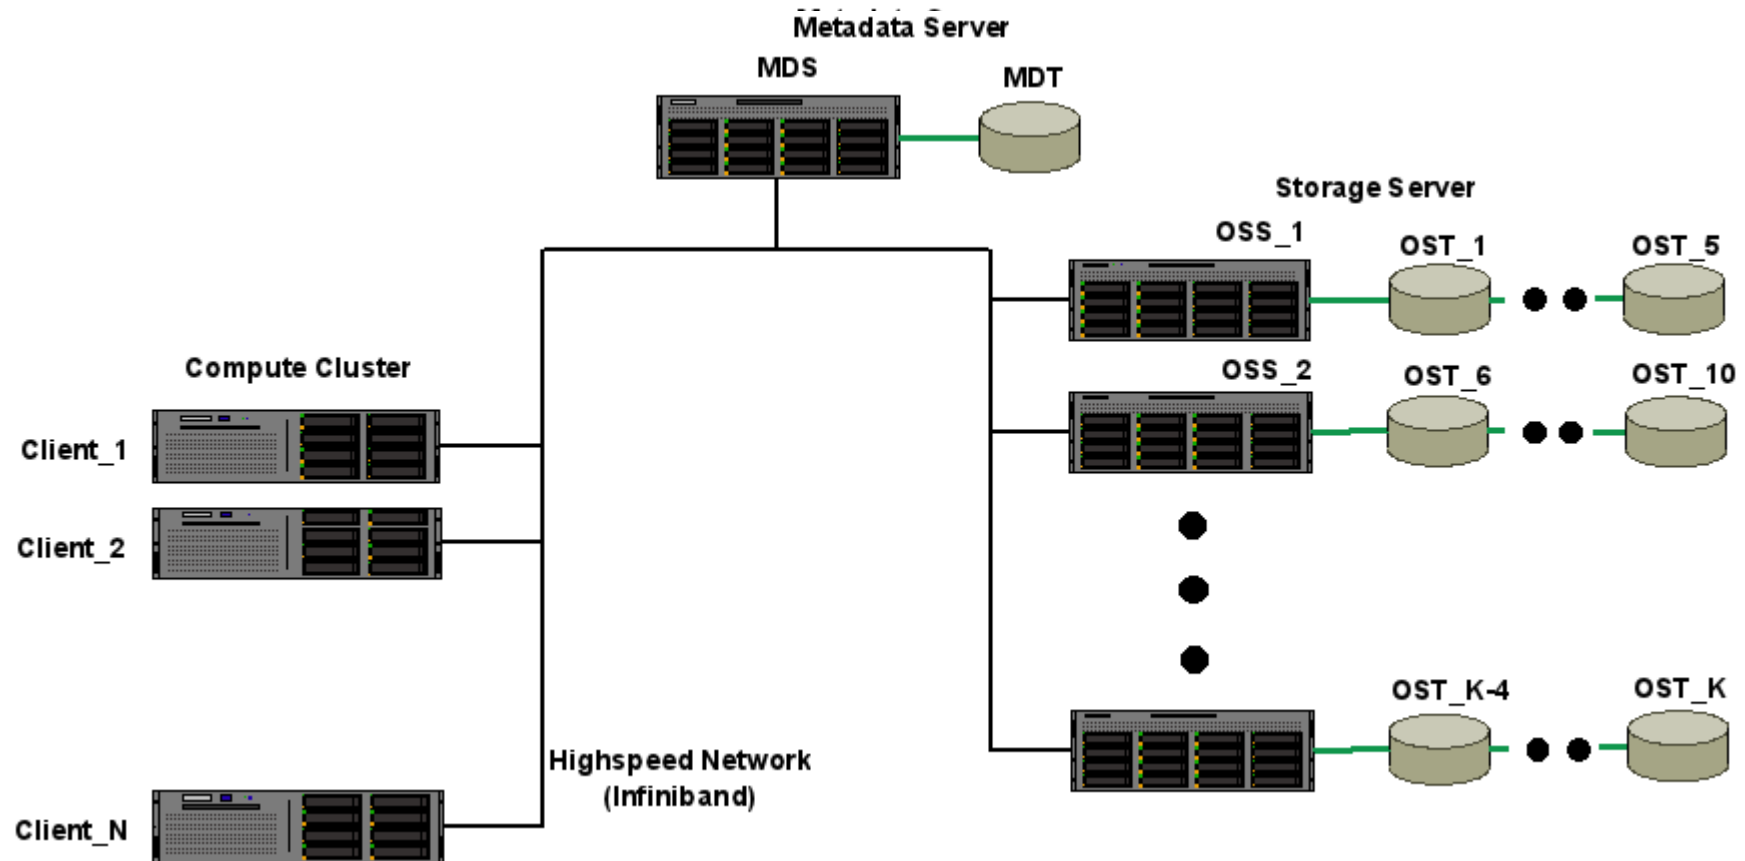 Metadata Server
MDS
MDT
Storage Server
OSS_1
OST_1
OST_5
Compute Cluster
OSS_2
OST_6
OST_10
Client_1
Client_2
OST_K-4
OST_K
Highspeed Network
(Infiniband)
Client_N